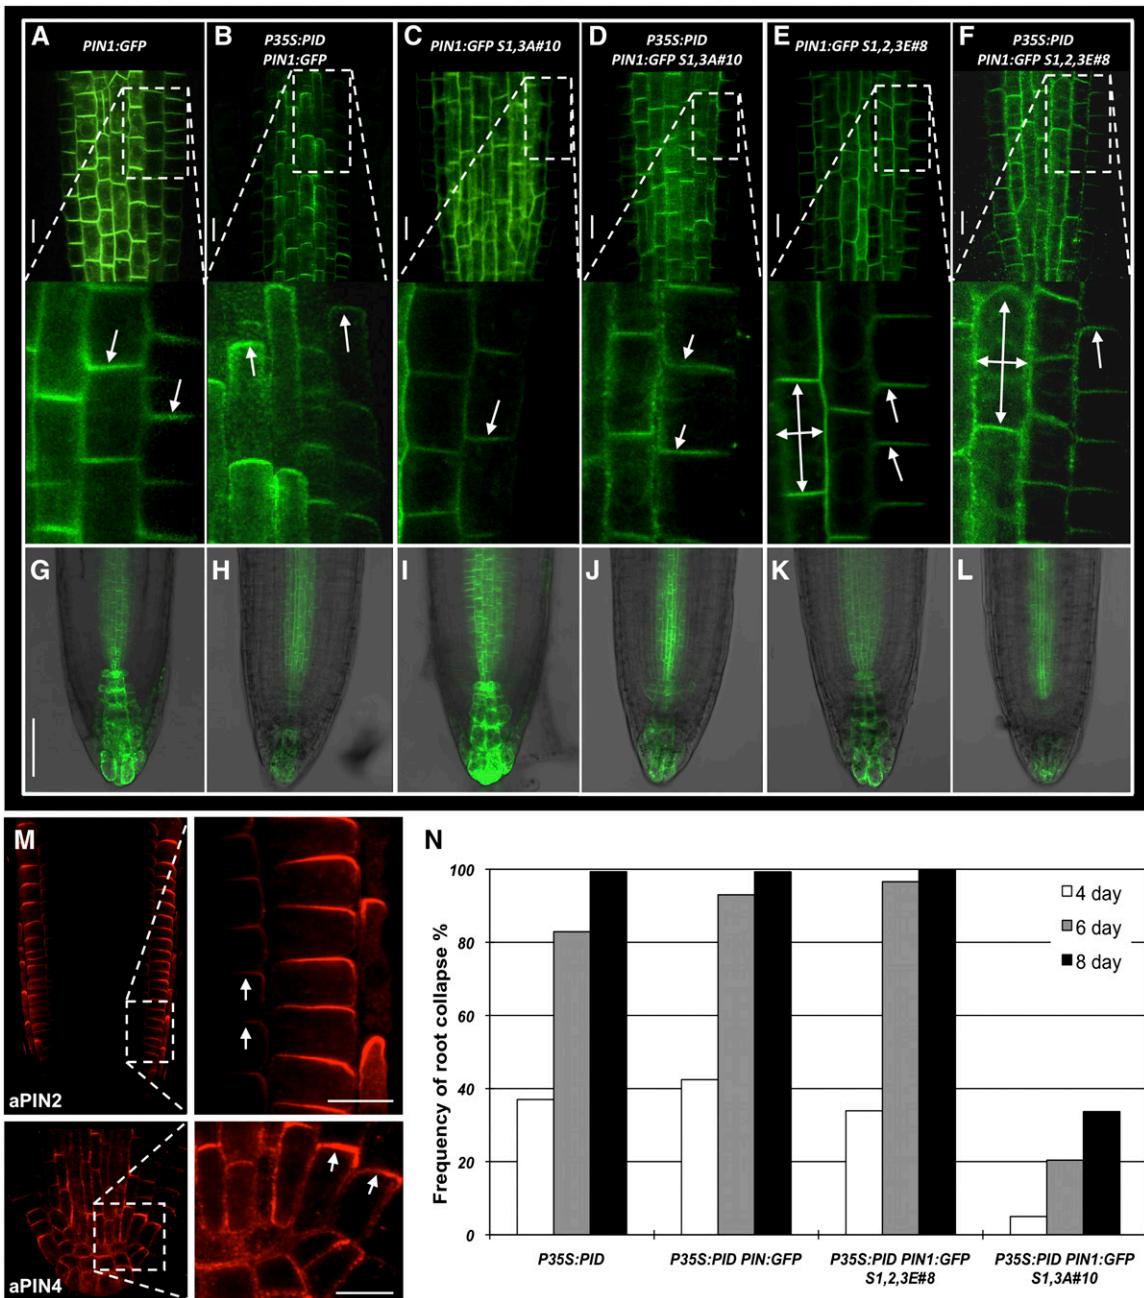 A
PIN1:GFP
B
P35S:PID
PIN1:GFP
C
PIN1:GFP S1,3A#10
D
P35S:PID
PIN1:GFP S1,3A#10
E
PIN1:GFP S1,2,3E#8
F
P35S:PID
PIN1:GFP S1,2,3E#8
G
H
I
J
K
L
M
aPIN2
aPIN4
N
Frequency of root collapse %
100
80
60
40
20
0
4 day
6 day
8 day
P35S:PID
P35S:PID PIN:GFP
P35S:PID PIN1:GFP
S1,2,3E#8
P35S:PID PIN1:GFP
S1,3A#10